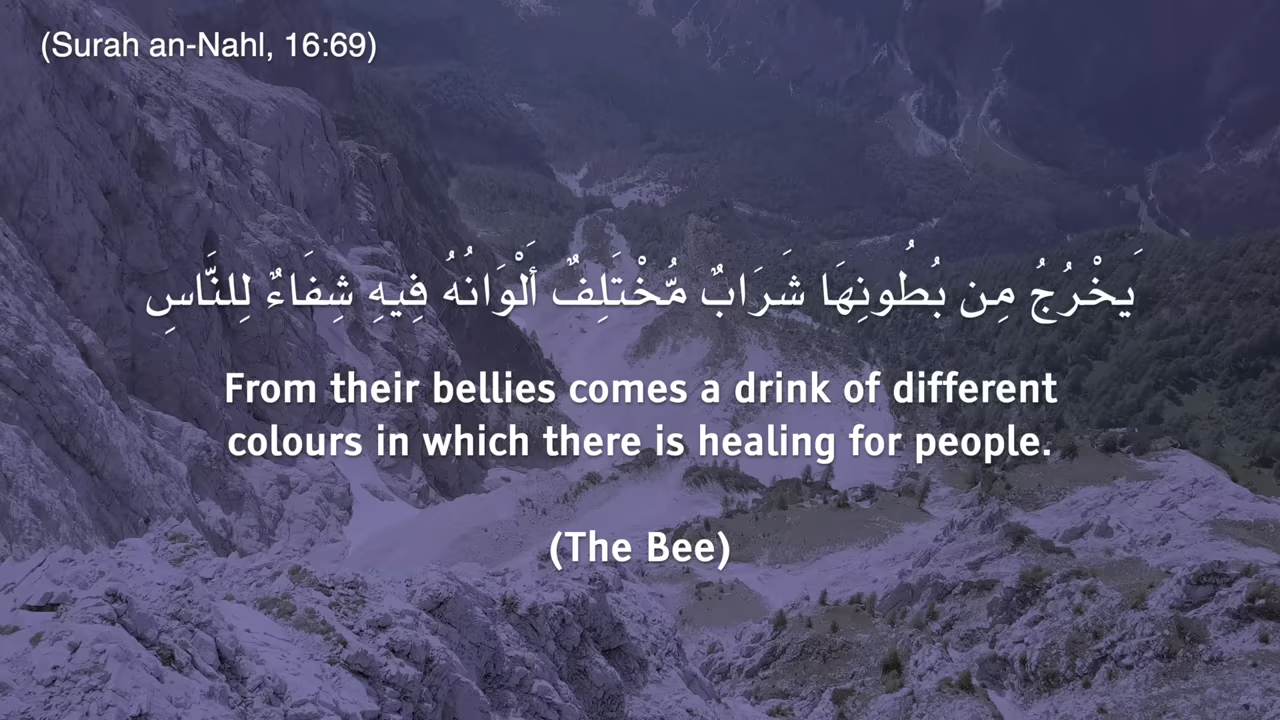 (Surah an-Nahl, 16:69)
يَخْرُجُ مِن بُطُونِهَا شَرَابٌ مُّخْتَلِفٌ أَلْوَانُهُ فِيهِ شِفَاءٌ لِلنَّاسِ
From their bellies comes a drink of different
colours in which there is healing for people.
(The Bee)